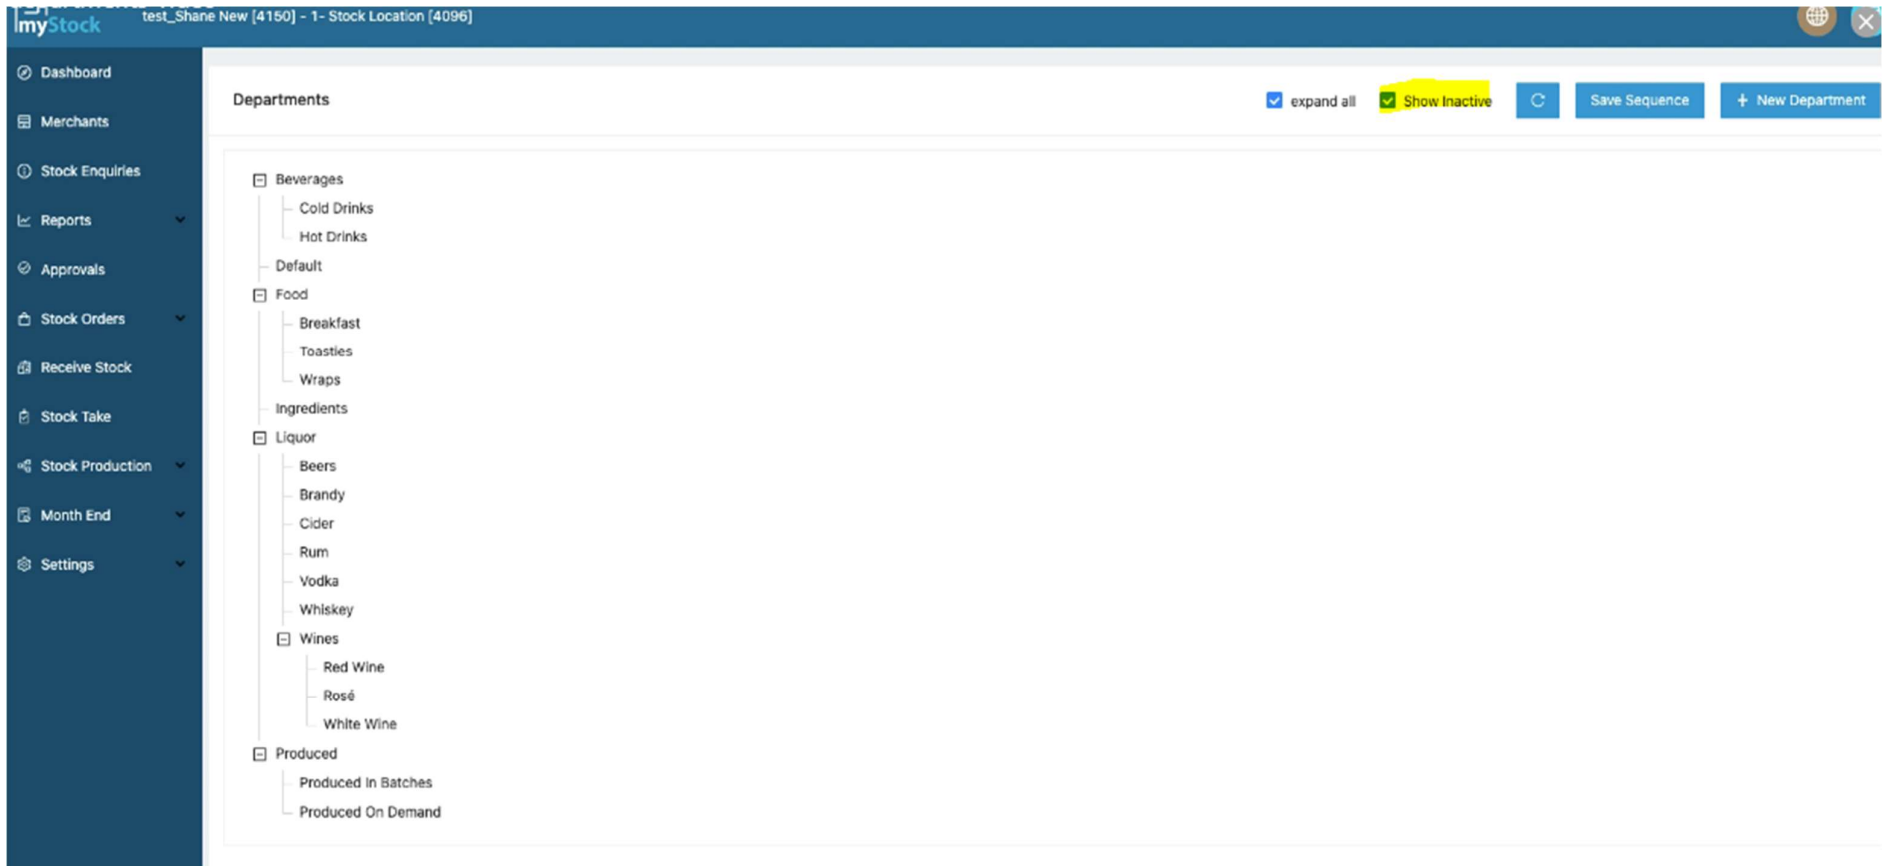 myStock
test_Shane New [4150] - 1- Stock Location [4096]
Dashboard
Merchants
Stock Enquiries
Reports
Approvals
Stock Orders
Receive Stock
Stock Take
Stock Production
Month End
Settings
Departments
expand all
Show Inactive
Save Sequence
+ New Department
Beverages
Cold Drinks
Hot Drinks
Default
Food
Breakfast
Toasties
Wraps
Ingredients
Liquor
Beers
Brandy
Cider
Rum
Vodka
Whiskey
Wines
Red Wine
Rosé
White Wine
Produced
Produced In Batches
Produced On Demand